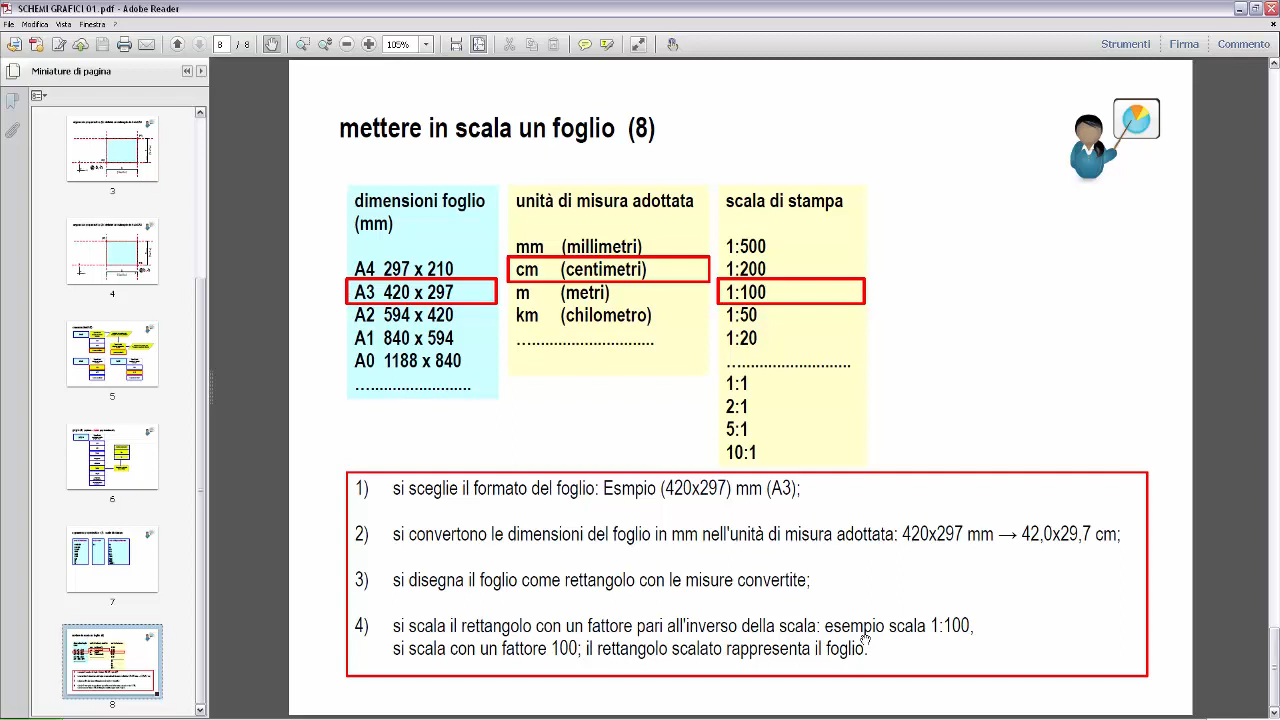 SCHEMI GRAFICI 01.pdf - Adobe Reader
File Modifica Vista Finestra ?
8 / 8 105% Strumenti Firma Commento
Miniature di pagina
3
4
5
6
7
8
mettere in scala un foglio (8)
dimensioni foglio
(mm)
A4 297 x 210
A3 420 x 297
A2 594 x 420
A1 840 x 594
A0 1188 x 840
..........................
unità di misura adottata
mm (millimetri)
cm (centimetri)
m (metri)
km (chilometro)
...............................
scala di stampa
1:500
1:200
1:100
1:50
1:20
............................
1:1
2:1
5:1
10:1
1) si sceglie il formato del foglio: Esmpio (420x297) mm (A3);
2) si convertono le dimensioni del foglio in mm nell'unità di misura adottata: 420x297 mm → 42,0x29,7 cm;
3) si disegna il foglio come rettangolo con le misure convertite;
4) si scala il rettangolo con un fattore pari all'inverso della scala: esempio scala 1:100,
si scala con un fattore 100; il rettangolo scalato rappresenta il foglio.